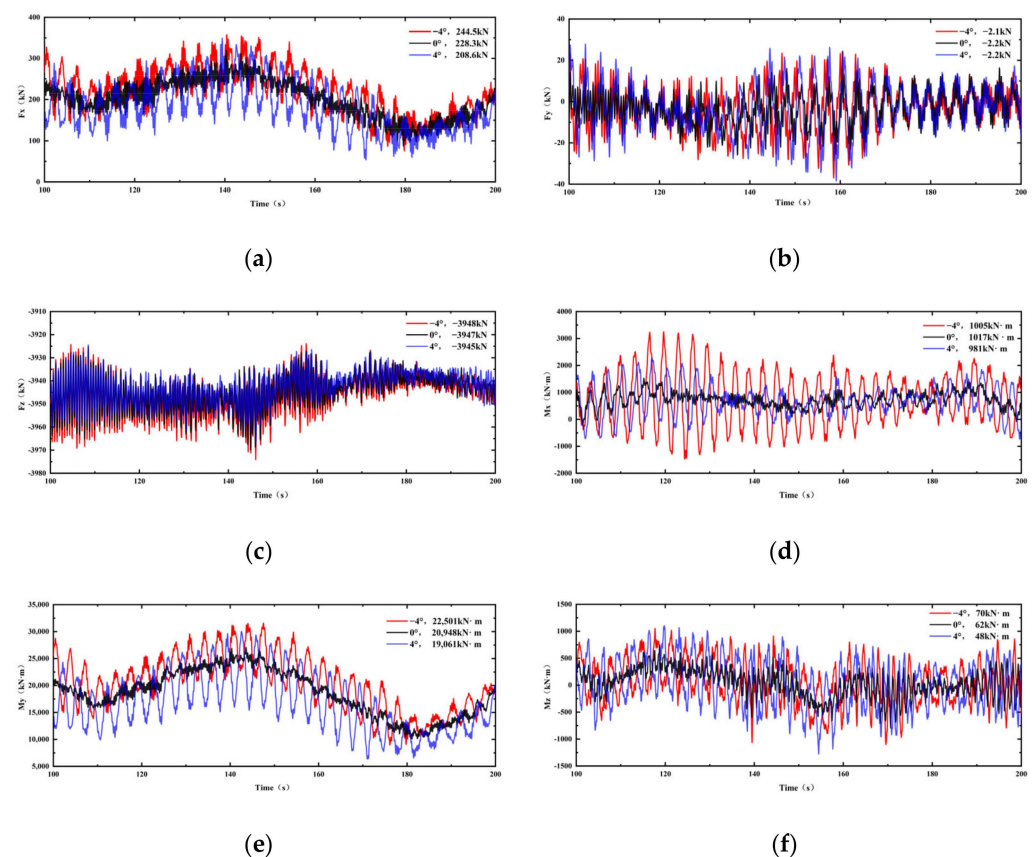 400
300
200
100
0
Fx（kN）
−4°， 244.5kN
0°， 228.3kN
4°， 208.6kN
100 120 140 160 180 200
Time（s）
(a)
40
20
0
-20
-40
Fy（kN）
−4°， −2.1kN
0°， −2.2kN
4°， −2.2kN
100 120 140 160 180 200
Time（s）
(b)
-3910
-3920
-3930
-3940
-3950
-3960
-3970
-3980
Fz（kN）
−4°， −3948kN
0°， −3947kN
4°， −3945kN
100 120 140 160 180 200
Time（s）
(c)
4000
3000
2000
1000
0
-1000
-2000
Mx（kN·m）
−4°， 1005kN· m
0°， 1017kN· m
4°， 981kN· m
100 120 140 160 180 200
Time（s）
(d)
35,000
30,000
25,000
20,000
15,000
10,000
5,000
My（kN·m）
−4°， 22,501kN· m
0°， 20,948kN· m
4°， 19,061kN· m
100 120 140 160 180 200
Time（s）
(e)
1500
1000
500
0
-500
-1000
-1500
Mz（kN·m）
−4°， 70kN· m
0°， 62kN· m
4°， 48kN· m
100 120 140 160 180 200
Time（s）
(f)